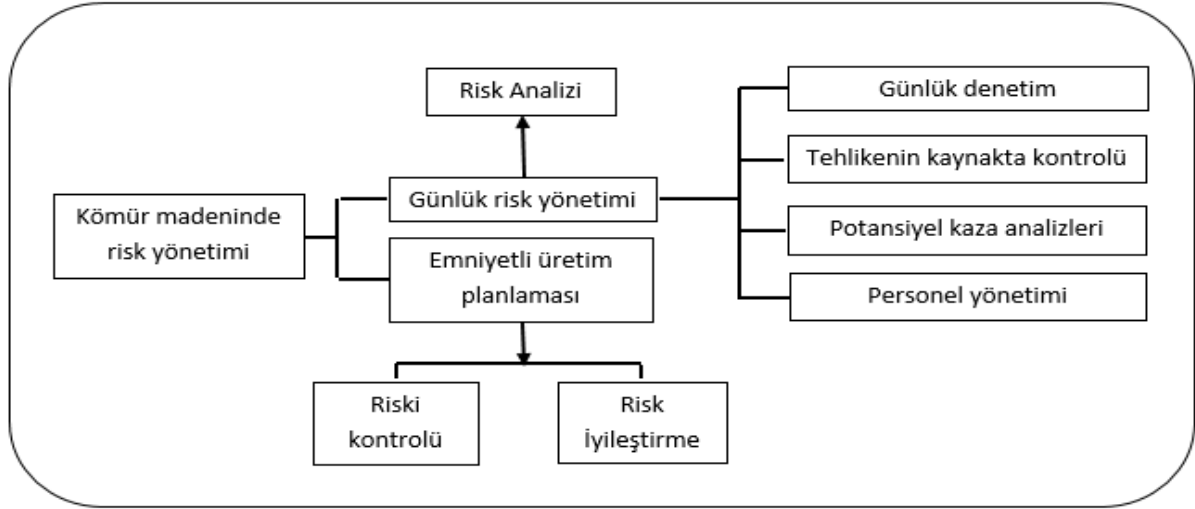 Risk Analizi
Günlük denetim
Tehlikenin kaynakta kontrolü
Kömür madeninde
risk yönetimi
Günlük risk yönetimi
Emniyetli üretim
planlaması
Potansiyel kaza analizleri
Personel yönetimi
Riski
kontrolü
Risk
İyileştirme